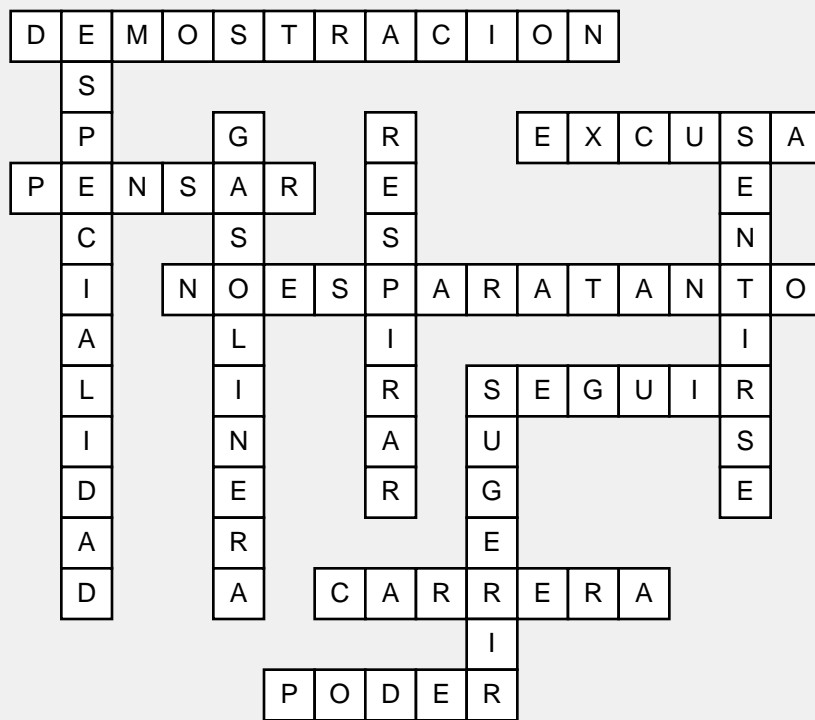 DEMOSTRACION
ESPECIALIDAD
GASOLINERA
RESPIRAR
EXCUSA
SENTIRSE
PENSAR
NOESPARATANTO
SEGUIR
SUGERIR
CARRERA
PODER